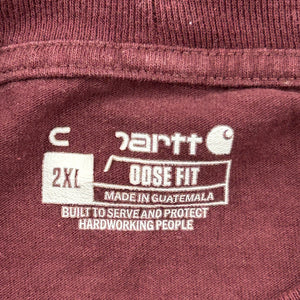 C    artt
2XL OOSE FIT
MADE IN GUATEMALA
BUILT TO SERVE AND PROTECT
HARDWORKING PEOPLE